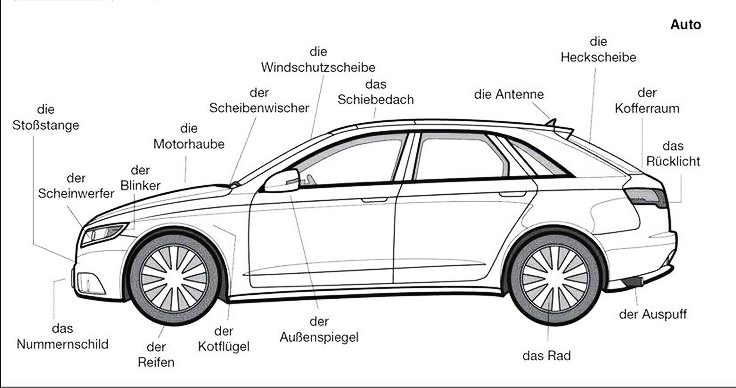 Auto
die
Windschutzscheibe
die
Heckscheibe
das
Schiebedach
der
Scheibenwischer
die Antenne
der
Kofferraum
die
Stoßstange
die
Motorhaube
das
Rücklicht
der
Scheinwerfer
der
Blinker
das
Nummernschild
der
Reifen
der
Kotflügel
der
Außenspiegel
das Rad
der Auspuff